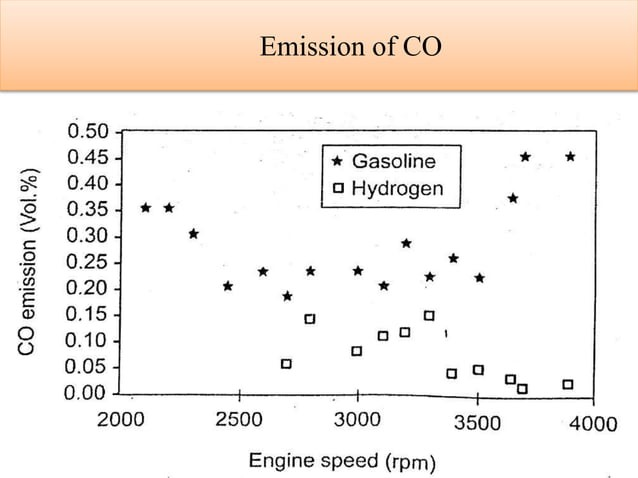 Emission of CO
0.50
0.45
0.40
0.35
0.30
0.25
0.20
0.15
0.10
0.05
0.00
CO emission (Vol.%)
★ Gasoline
□ Hydrogen
2000 2500 3000 3500 4000
Engine speed (rpm)